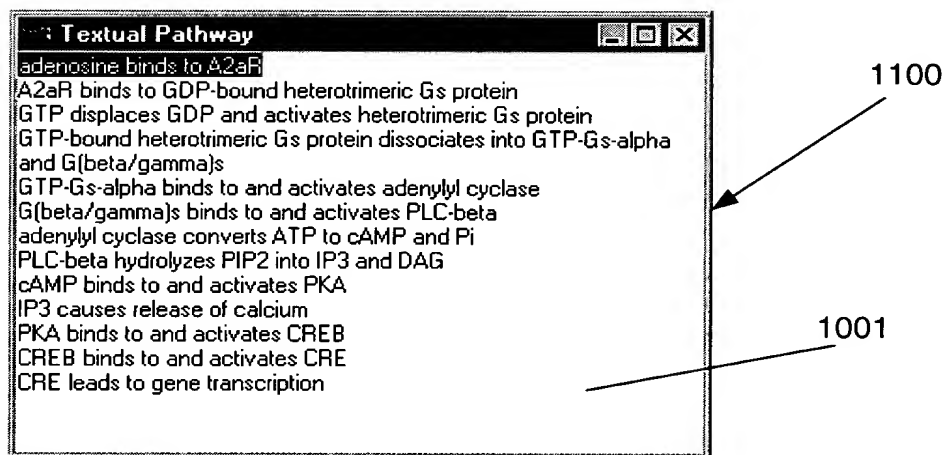 Textual Pathway
adenosine binds to A2aR
A2aR binds to GDP-bound heterotrimeric Gs protein
GTP displaces GDP and activates heterotrimeric Gs protein
GTP-bound heterotrimeric Gs protein dissociates into GTP-Gs-alpha
and G(beta/gamma)s
GTP-Gs-alpha binds to and activates adenylyl cyclase
G(beta/gamma)s binds to and activates PLC-beta
adenylyl cyclase converts ATP to cAMP and Pi
PLC-beta hydrolyzes PIP2 into IP3 and DAG
cAMP binds to and activates PKA
IP3 causes release of calcium
PKA binds to and activates CREB
CREB binds to and activates CRE
CRE leads to gene transcription
1100
1001